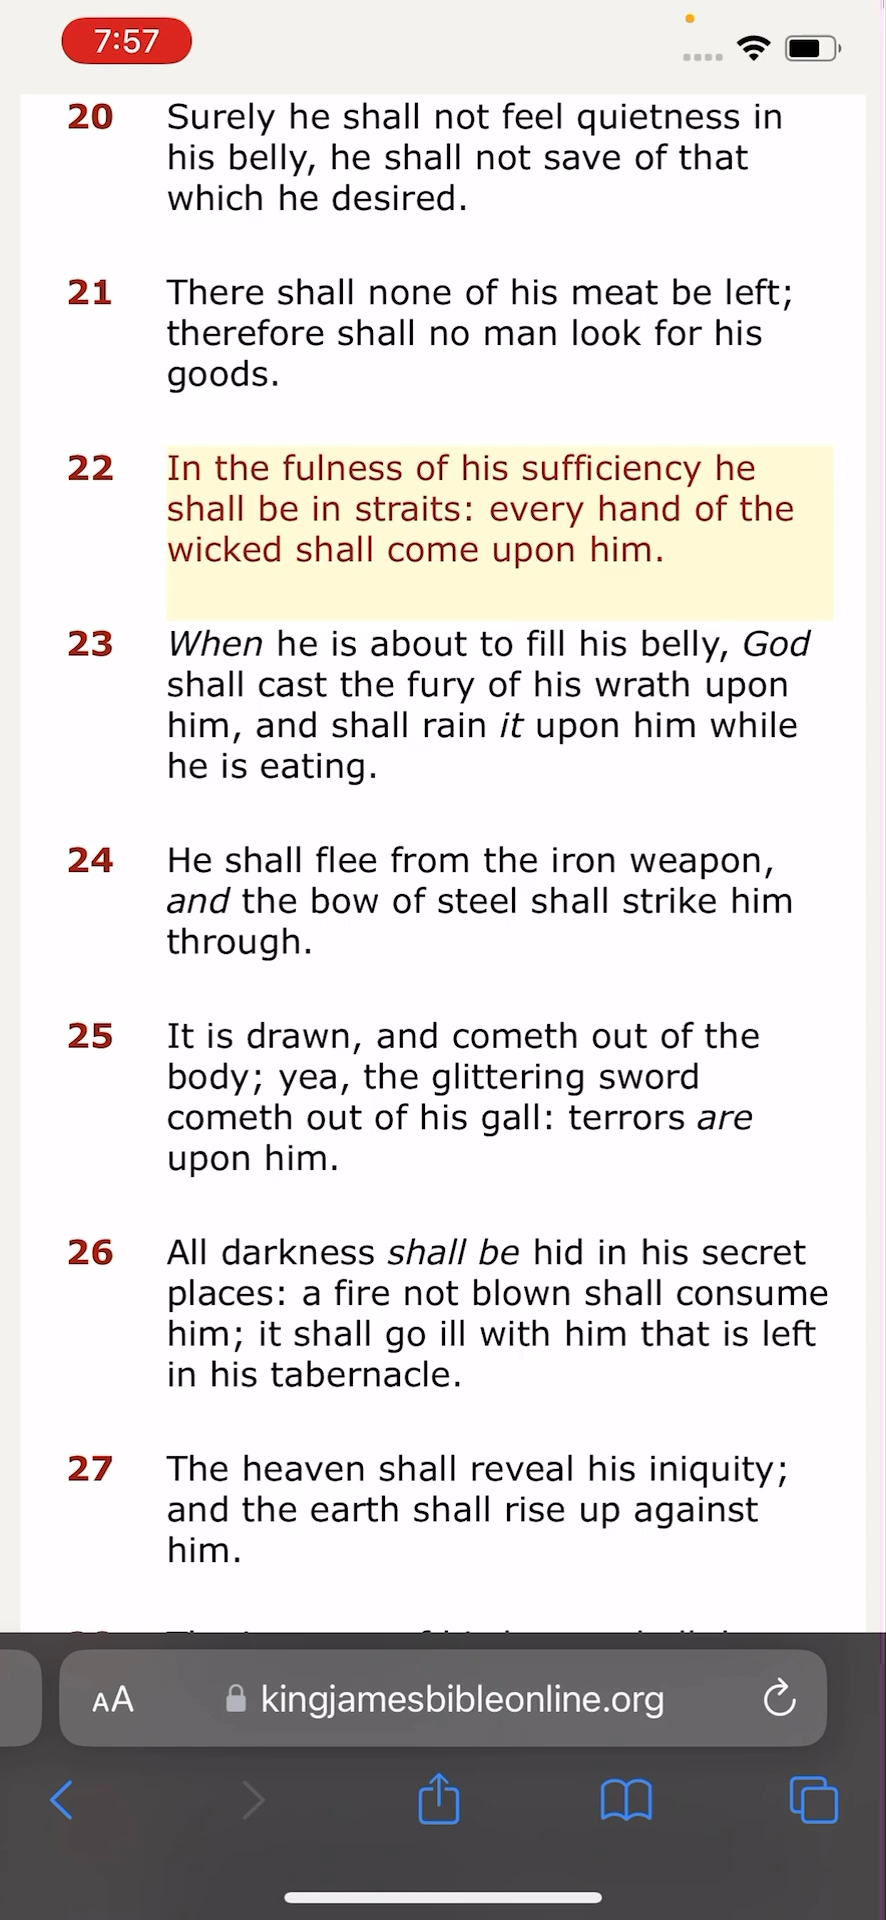 7:57
20 Surely he shall not feel quietness in
his belly, he shall not save of that
which he desired.
21 There shall none of his meat be left;
therefore shall no man look for his
goods.
22 In the fulness of his sufficiency he
shall be in straits: every hand of the
wicked shall come upon him.
23 When he is about to fill his belly, God
shall cast the fury of his wrath upon
him, and shall rain it upon him while
he is eating.
24 He shall flee from the iron weapon,
and the bow of steel shall strike him
through.
25 It is drawn, and cometh out of the
body; yea, the glittering sword
cometh out of his gall: terrors are
upon him.
26 All darkness shall be hid in his secret
places: a fire not blown shall consume
him; it shall go ill with him that is left
in his tabernacle.
27 The heaven shall reveal his iniquity;
and the earth shall rise up against
him.
AA kingjamesbibleonline.org